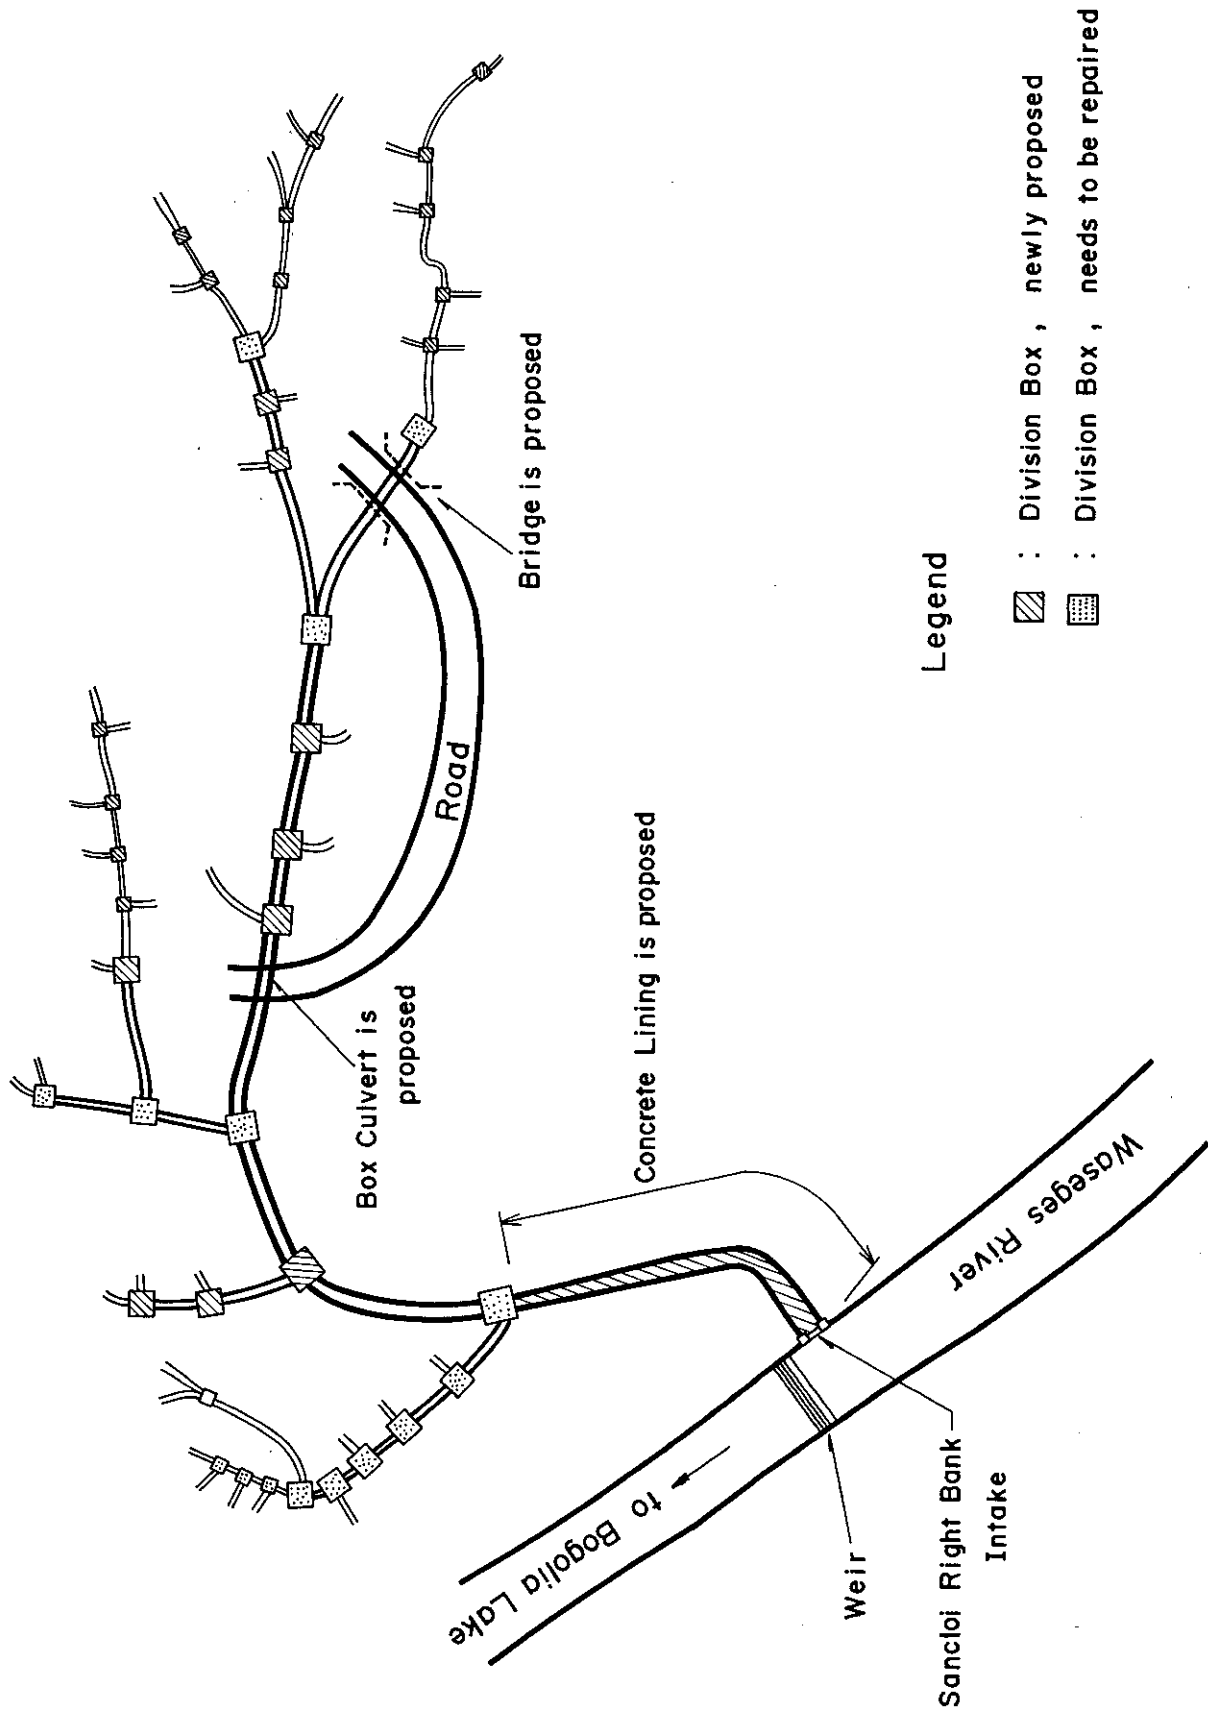 Bridge is proposed
Road
Box Culvert is
proposed
Concrete Lining is proposed
Waseges River
to Bogolia Lake
Weir
Sancloi Right Bank
Intake
Legend
: Division Box , newly proposed
: Division Box , needs to be repaired